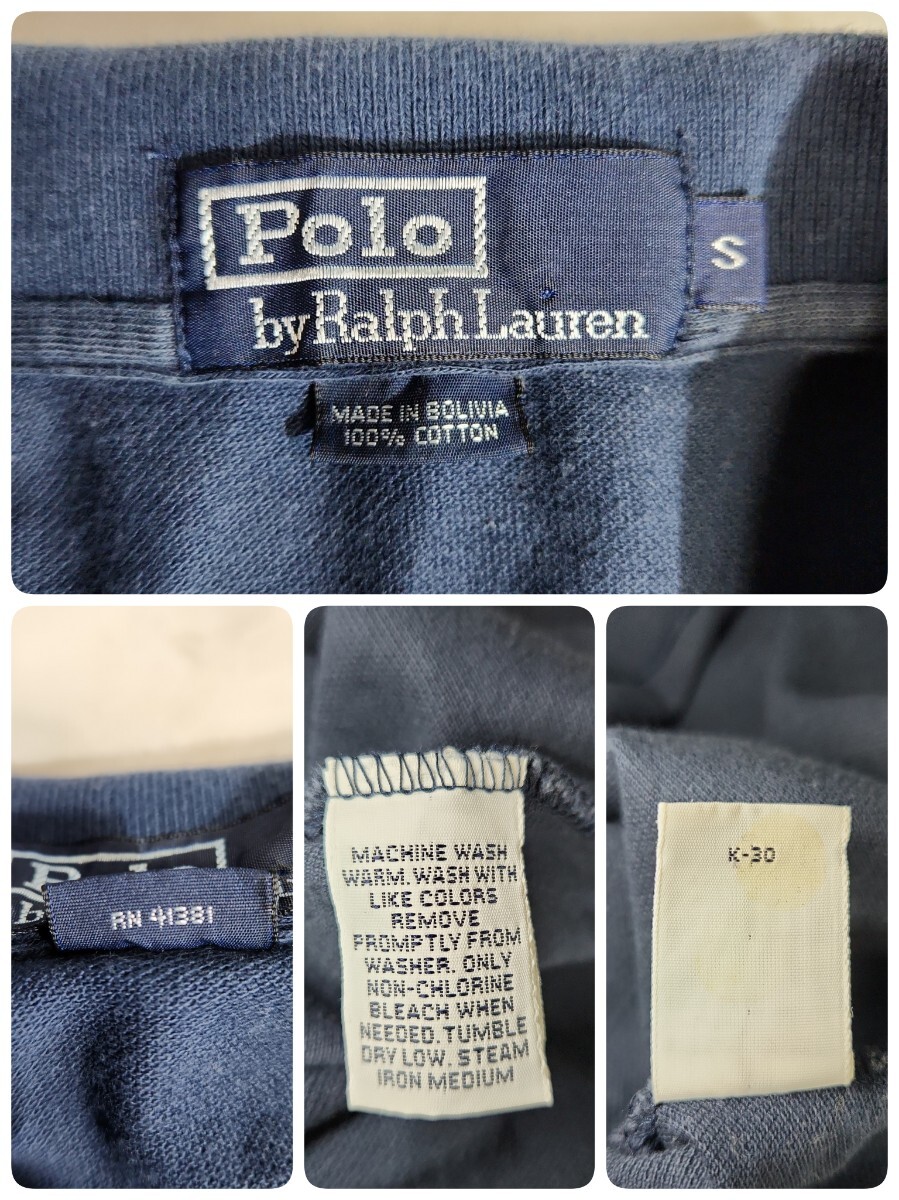 Polo
by Ralph Lauren
S
MADE IN BOLIVIA
100% COTTON
RN 41381
MACHINE WASH
WARM. WASH WITH
LIKE COLORS
REMOVE
PROMPTLY FROM
WASHER. ONLY
NON-CHLORINE
BLEACH WHEN
NEEDED. TUMBLE
DRY LOW. STEAM
IRON MEDIUM
K-30